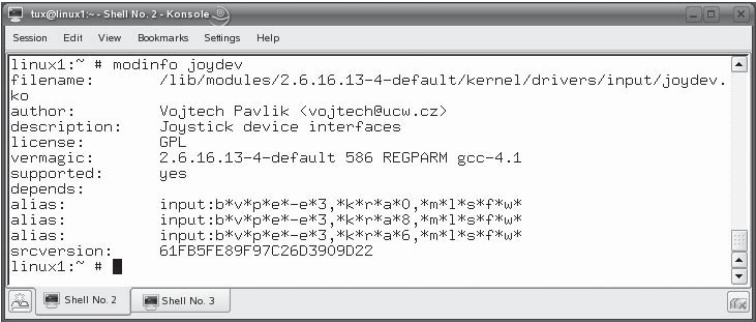 tux@linux1:~ - Shell No. 2 - Konsole
Session Edit View Bookmarks Settings Help
linux1:~ # modinfo joydev
filename:       /lib/modules/2.6.16.13-4-default/kernel/drivers/input/joydev.
ko
author:         Vojtech Pavlik <vojtech@ucw.cz>
description:    Joystick device interfaces
license:        GPL
vermagic:       2.6.16.13-4-default 586 REGPARM gcc-4.1
supported:      yes
depends:
alias:          input:b*v*p*e*-e*3,*k*r*a*0,*m*l*s*f*w*
alias:          input:b*v*p*e*-e*3,*k*r*a*8,*m*l*s*f*w*
alias:          input:b*v*p*e*-e*3,*k*r*a*6,*m*l*s*f*w*
srcversion:     61FB5FE89F97C26D3909D22
linux1:~ #
Shell No. 2 Shell No. 3